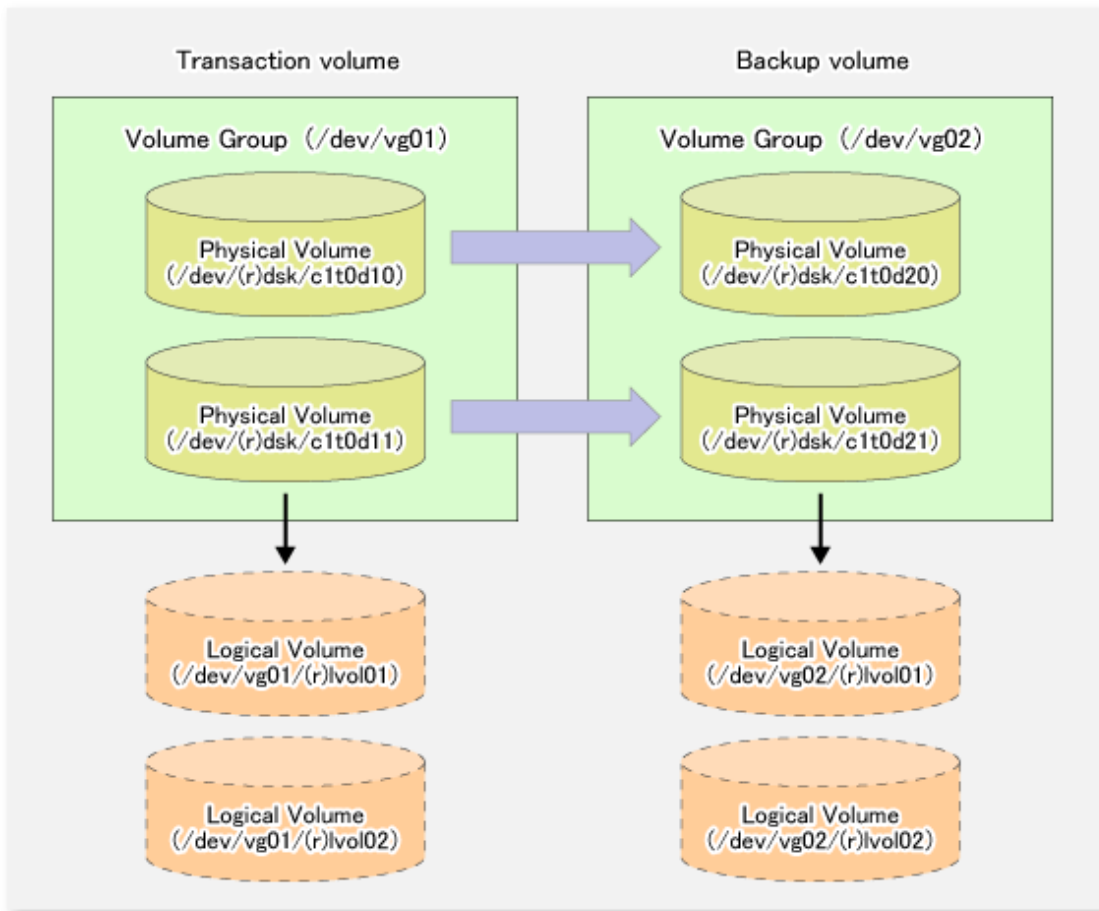 Transaction volume
Volume Group (/dev/vg01)
Physical Volume
(/dev/(r)dsk/c1t0d10)
Physical Volume
(/dev/(r)dsk/c1t0d11)
Logical Volume
(/dev/vg01/(r)lvol01)
Logical Volume
(/dev/vg01/(r)lvol02)
Backup volume
Volume Group (/dev/vg02)
Physical Volume
(/dev/(r)dsk/c1t0d20)
Physical Volume
(/dev/(r)dsk/c1t0d21)
Logical Volume
(/dev/vg02/(r)lvol01)
Logical Volume
(/dev/vg02/(r)lvol02)